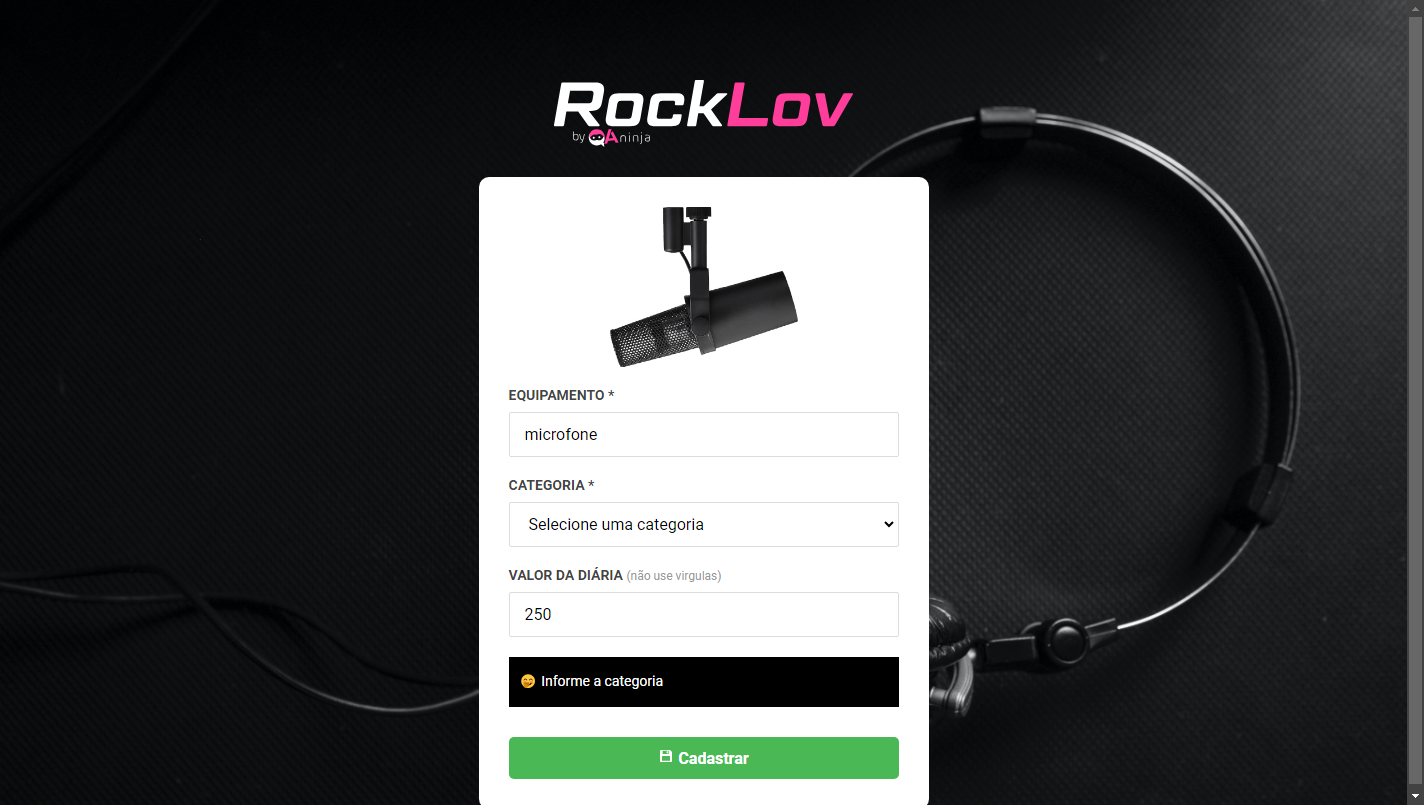 RockLov
by QAninja
EQUIPAMENTO *
microfone
CATEGORIA *
Selecione uma categoria
VALOR DA DIÁRIA (não use virgulas)
250
Informe a categoria
Cadastrar